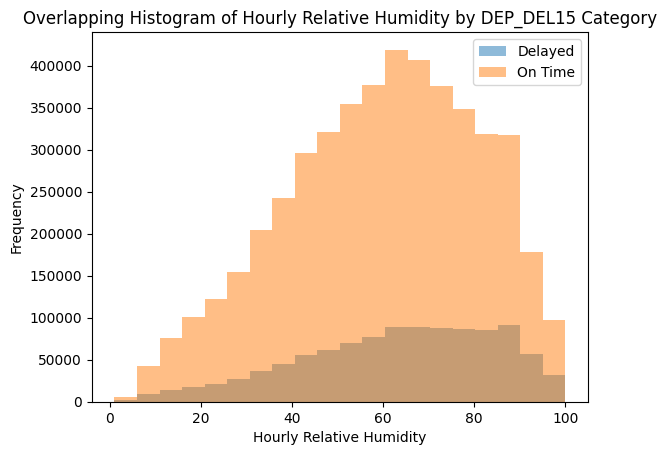 Overlapping Histogram of Hourly Relative Humidity by DEP_DEL15 Category
Delayed
On Time
400000
350000
300000
250000
200000
150000
100000
50000
0
Frequency
0 20 40 60 80 100
Hourly Relative Humidity